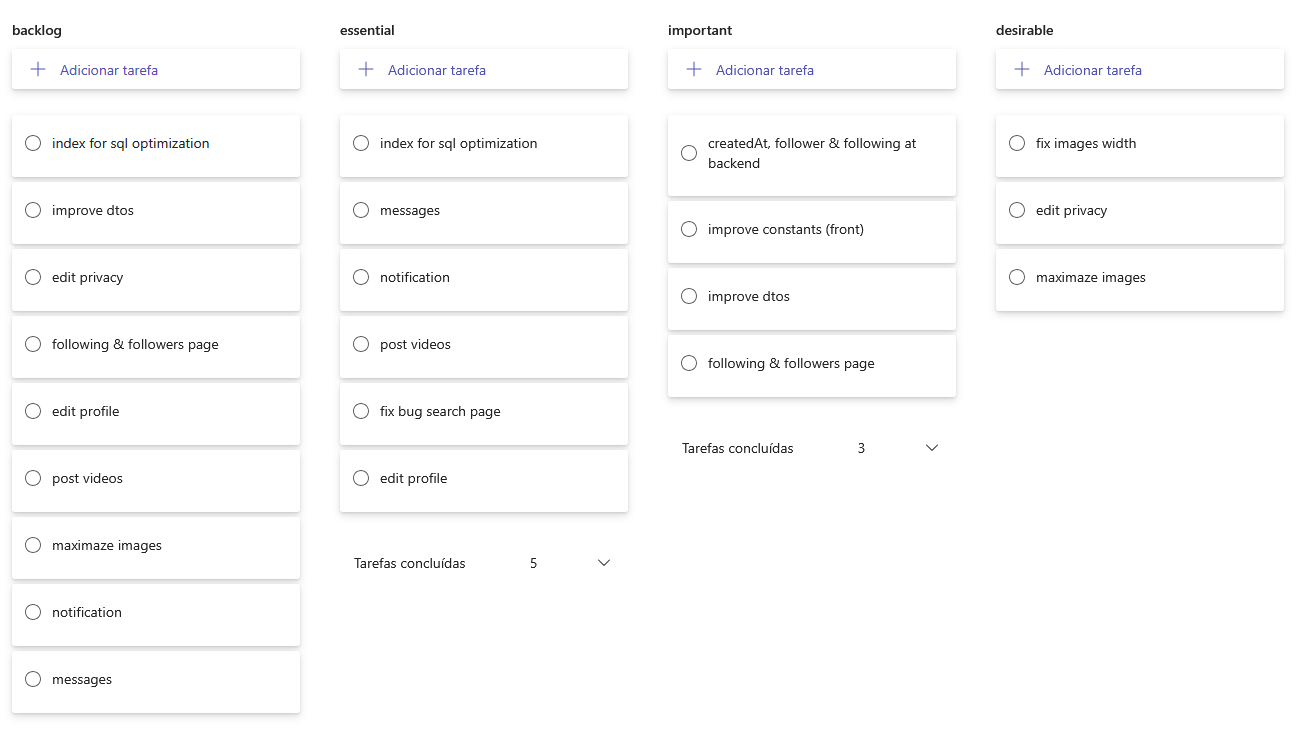 backlog
Adicionar tarefa
index for sql optimization
improve dtos
edit privacy
following & followers page
edit profile
post videos
maximaze images
notification
messages
essential
Adicionar tarefa
index for sql optimization
messages
notification
post videos
fix bug search page
edit profile
Tarefas concluídas 5
important
Adicionar tarefa
createdAt, follower & following at
backend
improve constants (front)
improve dtos
following & followers page
Tarefas concluídas 3
desirable
Adicionar tarefa
fix images width
edit privacy
maximaze images